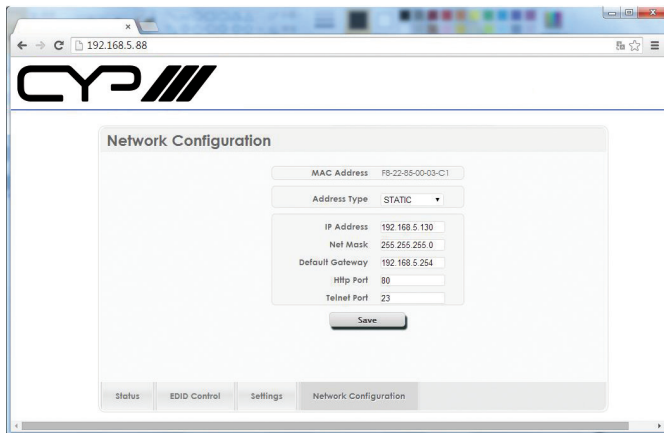 192.168.5.88
CYP
Network Configuration
MAC Address F8-22-85-00-03-C1
Address Type STATIC
IP Address 192.168.5.130
Net Mask 255.255.255.0
Default Gateway 192.168.5.254
Http Port 80
Telnet Port 23
Save
Status EDID Control Settings Network Configuration